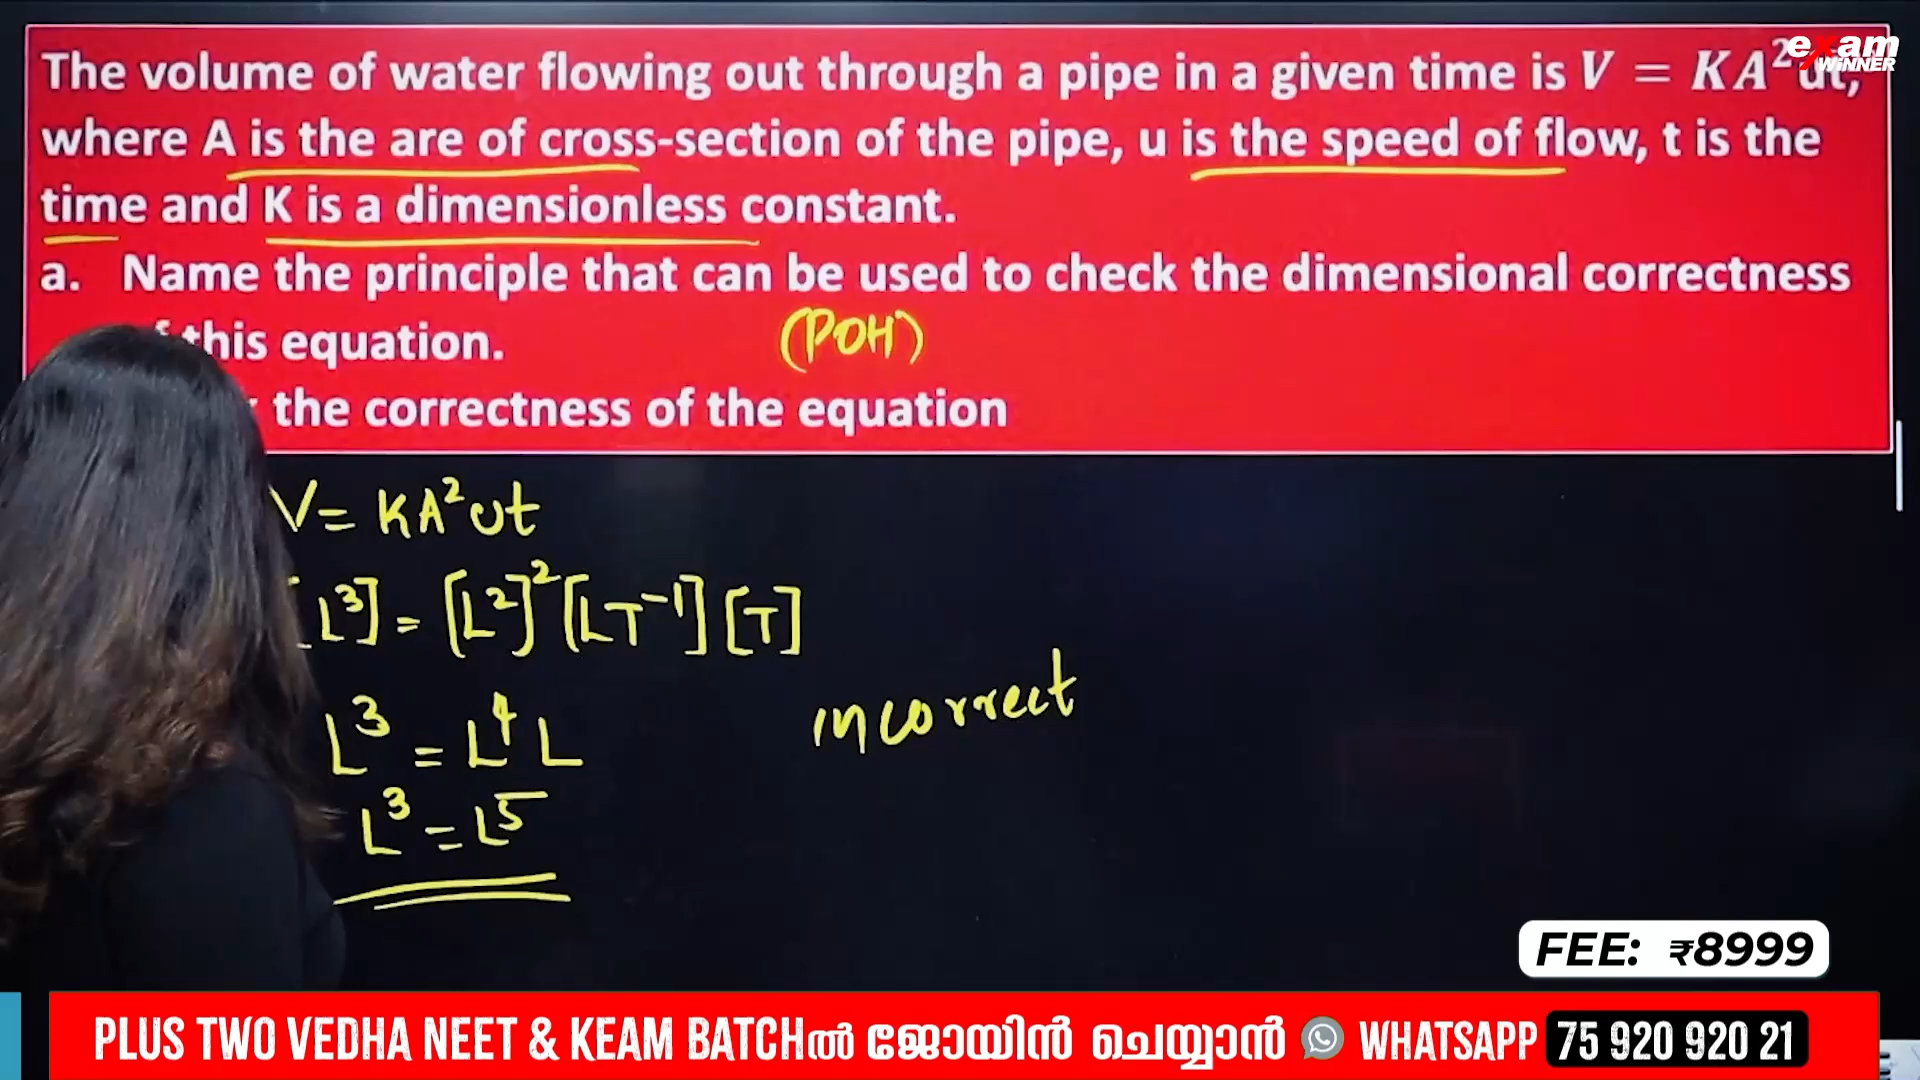 exam
WiNNER
The volume of water flowing out through a pipe in a given time is V = KA² ut,
where A is the are of cross-section of the pipe, u is the speed of flow, t is the
time and K is a dimensionless constant.
a. Name the principle that can be used to check the dimensional correctness
this equation.
(POH)
the correctness of the equation
V = KA²ut
[L³] = [L²]² [LT⁻¹] [T]
L³ = L⁴ L
incorrect
L³ = L⁵
FEE: ₹8999
PLUS TWO VEDHA NEET & KEAM BATCHൽ ജോയിൻ ചെയ്യാൻ WHATSAPP 75 920 920 21